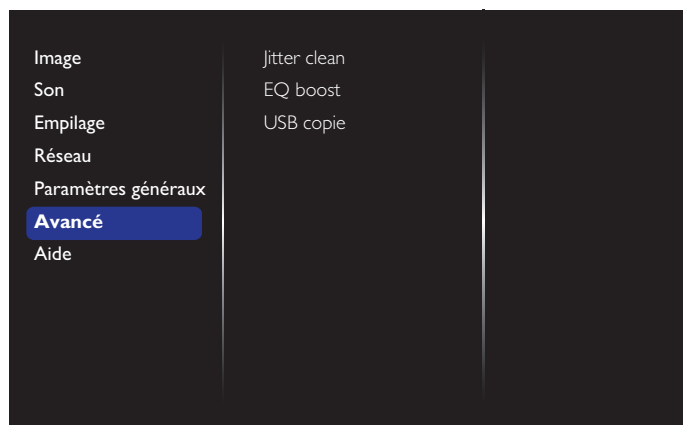 Image
Son
Empilage
Réseau
Paramètres généraux
Avancé
Aide
Jitter clean
EQ boost
USB copie